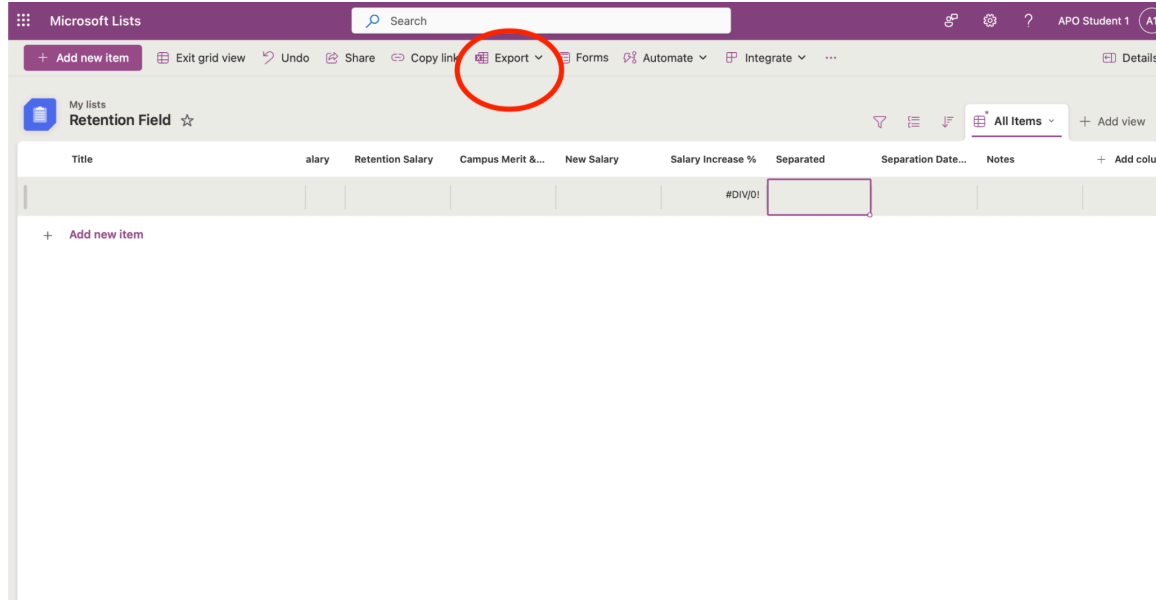 Microsoft Lists
Search
? APO Student 1 A1
+ Add new item Exit grid view Undo Share Copy link Export Forms Automate Integrate ... Details
My lists
Retention Field
All Items + Add view
Title alary Retention Salary Campus Merit &... New Salary Salary Increase % Separated Separation Date... Notes + Add colu
#DIV/0!
+ Add new item